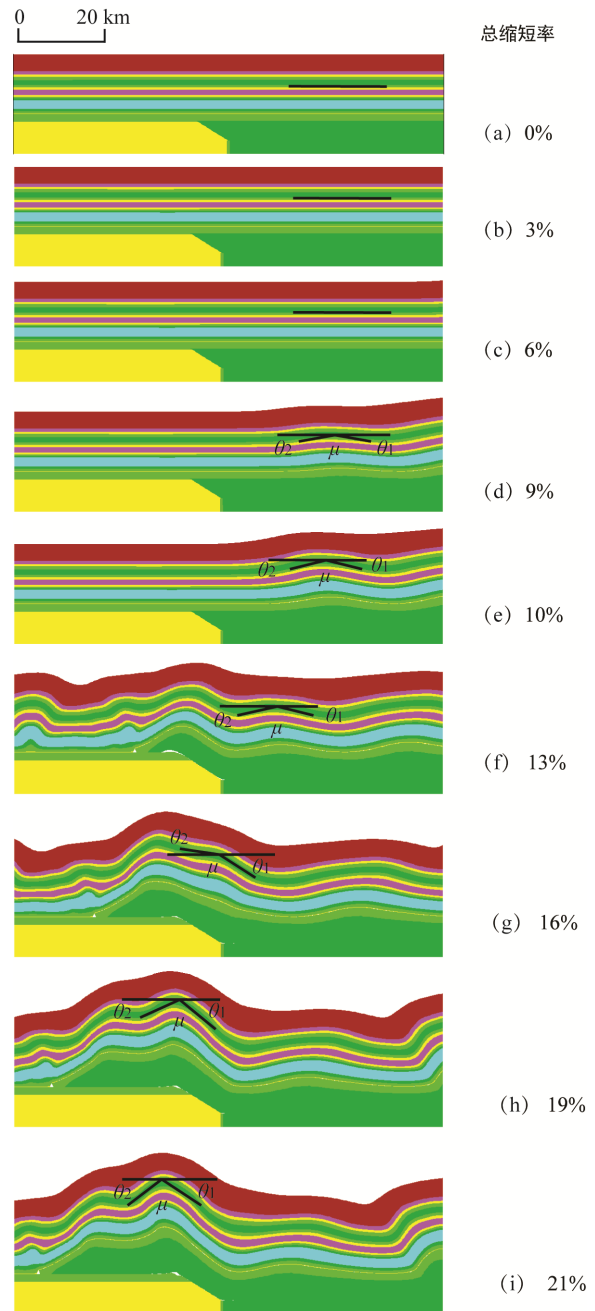 0 20 km
总缩短率
(a) 0%
(b) 3%
(c) 6%
θ2 μ θ1
(d) 9%
θ2 μ θ1
(e) 10%
θ2 μ θ1
(f) 13%
θ2 μ θ1
(g) 16%
θ2 μ θ1
(h) 19%
θ2 μ θ1
(i) 21%